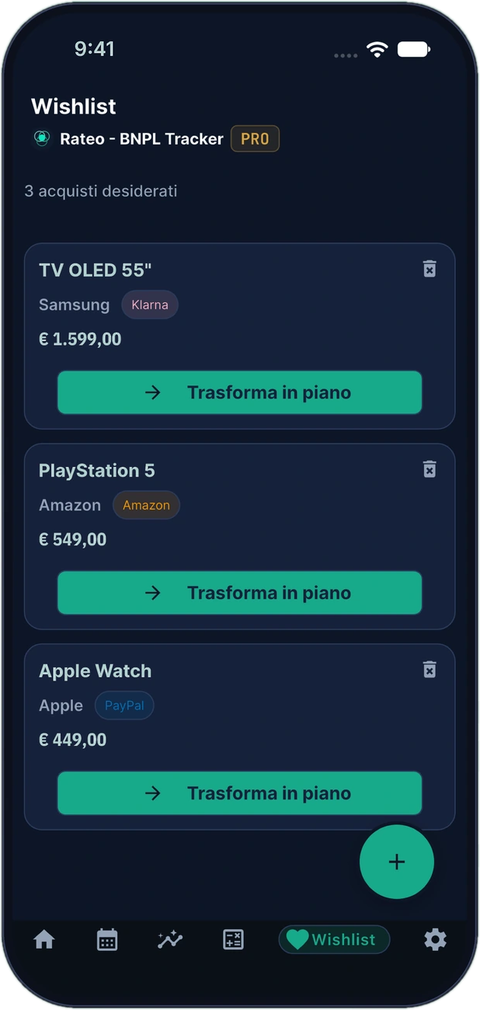 9:41
Wishlist
Rateo - BNPL Tracker PRO
3 acquisti desiderati
TV OLED 55"
Samsung Klarna
€ 1.599,00
Trasforma in piano
PlayStation 5
Amazon Amazon
€ 549,00
Trasforma in piano
Apple Watch
Apple PayPal
€ 449,00
Trasforma in piano
Wishlist